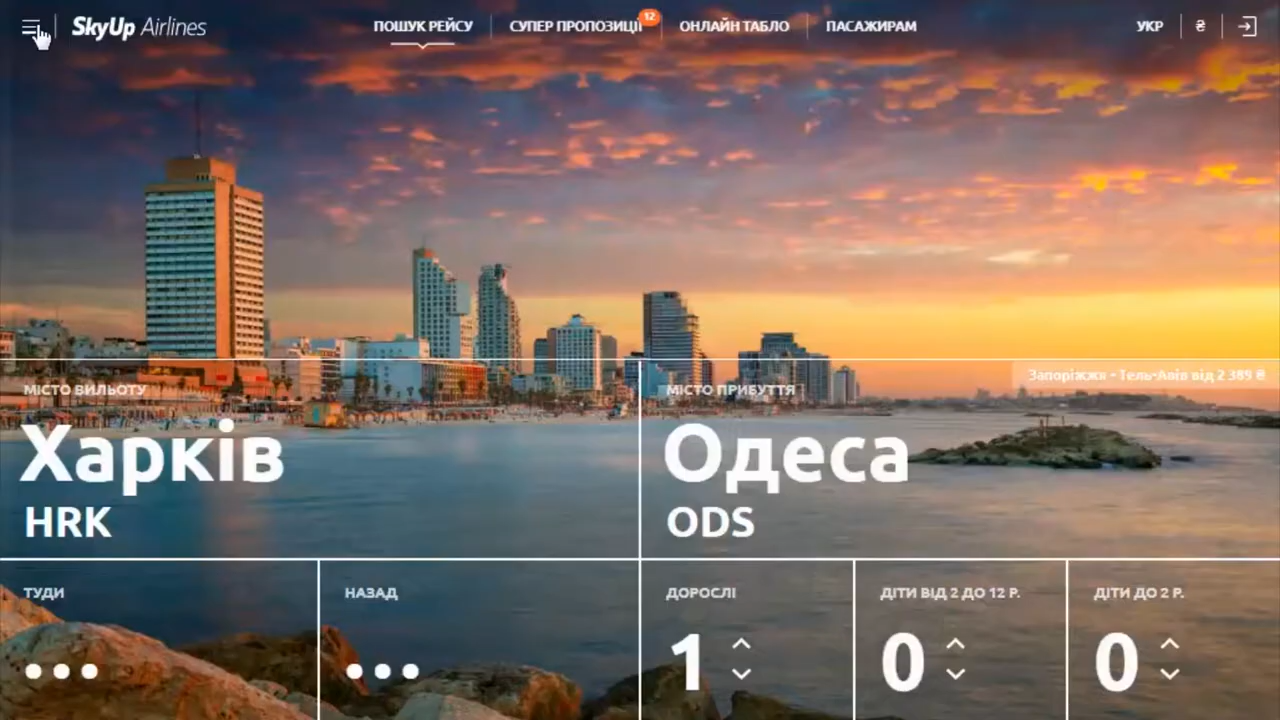 SkyUp Airlines
ПОШУК РЕЙСУ
СУПЕР ПРОПОЗИЦІЇ
12
ОНЛАЙН ТАБЛО
ПАСАЖИРАМ
УКР
₴
Запоріжжя - Тель-Авів від 2 389 ₴
МІСТО ВИЛЬОТУ
Харків
HRK
МІСТО ПРИБУТТЯ
Одеса
ODS
ТУДИ
•••
НАЗАД
•••
ДОРОСЛІ
1
ДІТИ ВІД 2 ДО 12 Р.
0
ДІТИ ДО 2 Р.
0